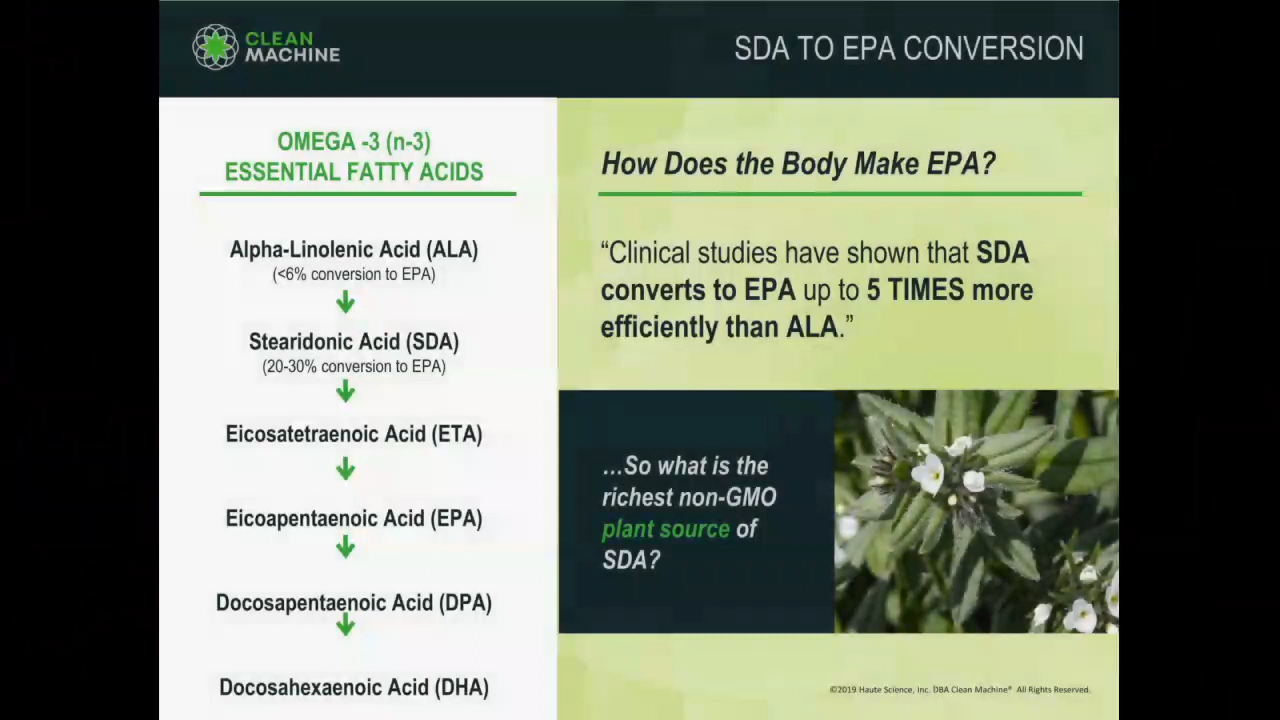 CLEAN
MACHINE
SDA TO EPA CONVERSION
OMEGA -3 (n-3)
ESSENTIAL FATTY ACIDS
Alpha-Linolenic Acid (ALA)
(<6% conversion to EPA)
Stearidonic Acid (SDA)
(20-30% conversion to EPA)
Eicosatetraenoic Acid (ETA)
Eicoapentaenoic Acid (EPA)
Docosapentaenoic Acid (DPA)
Docosahexaenoic Acid (DHA)
How Does the Body Make EPA?
“Clinical studies have shown that SDA
converts to EPA up to 5 TIMES more
efficiently than ALA.”
…So what is the
richest non-GMO
plant source of
SDA?
©2019 Haute Science, Inc. DBA Clean Machine® All Rights Reserved.